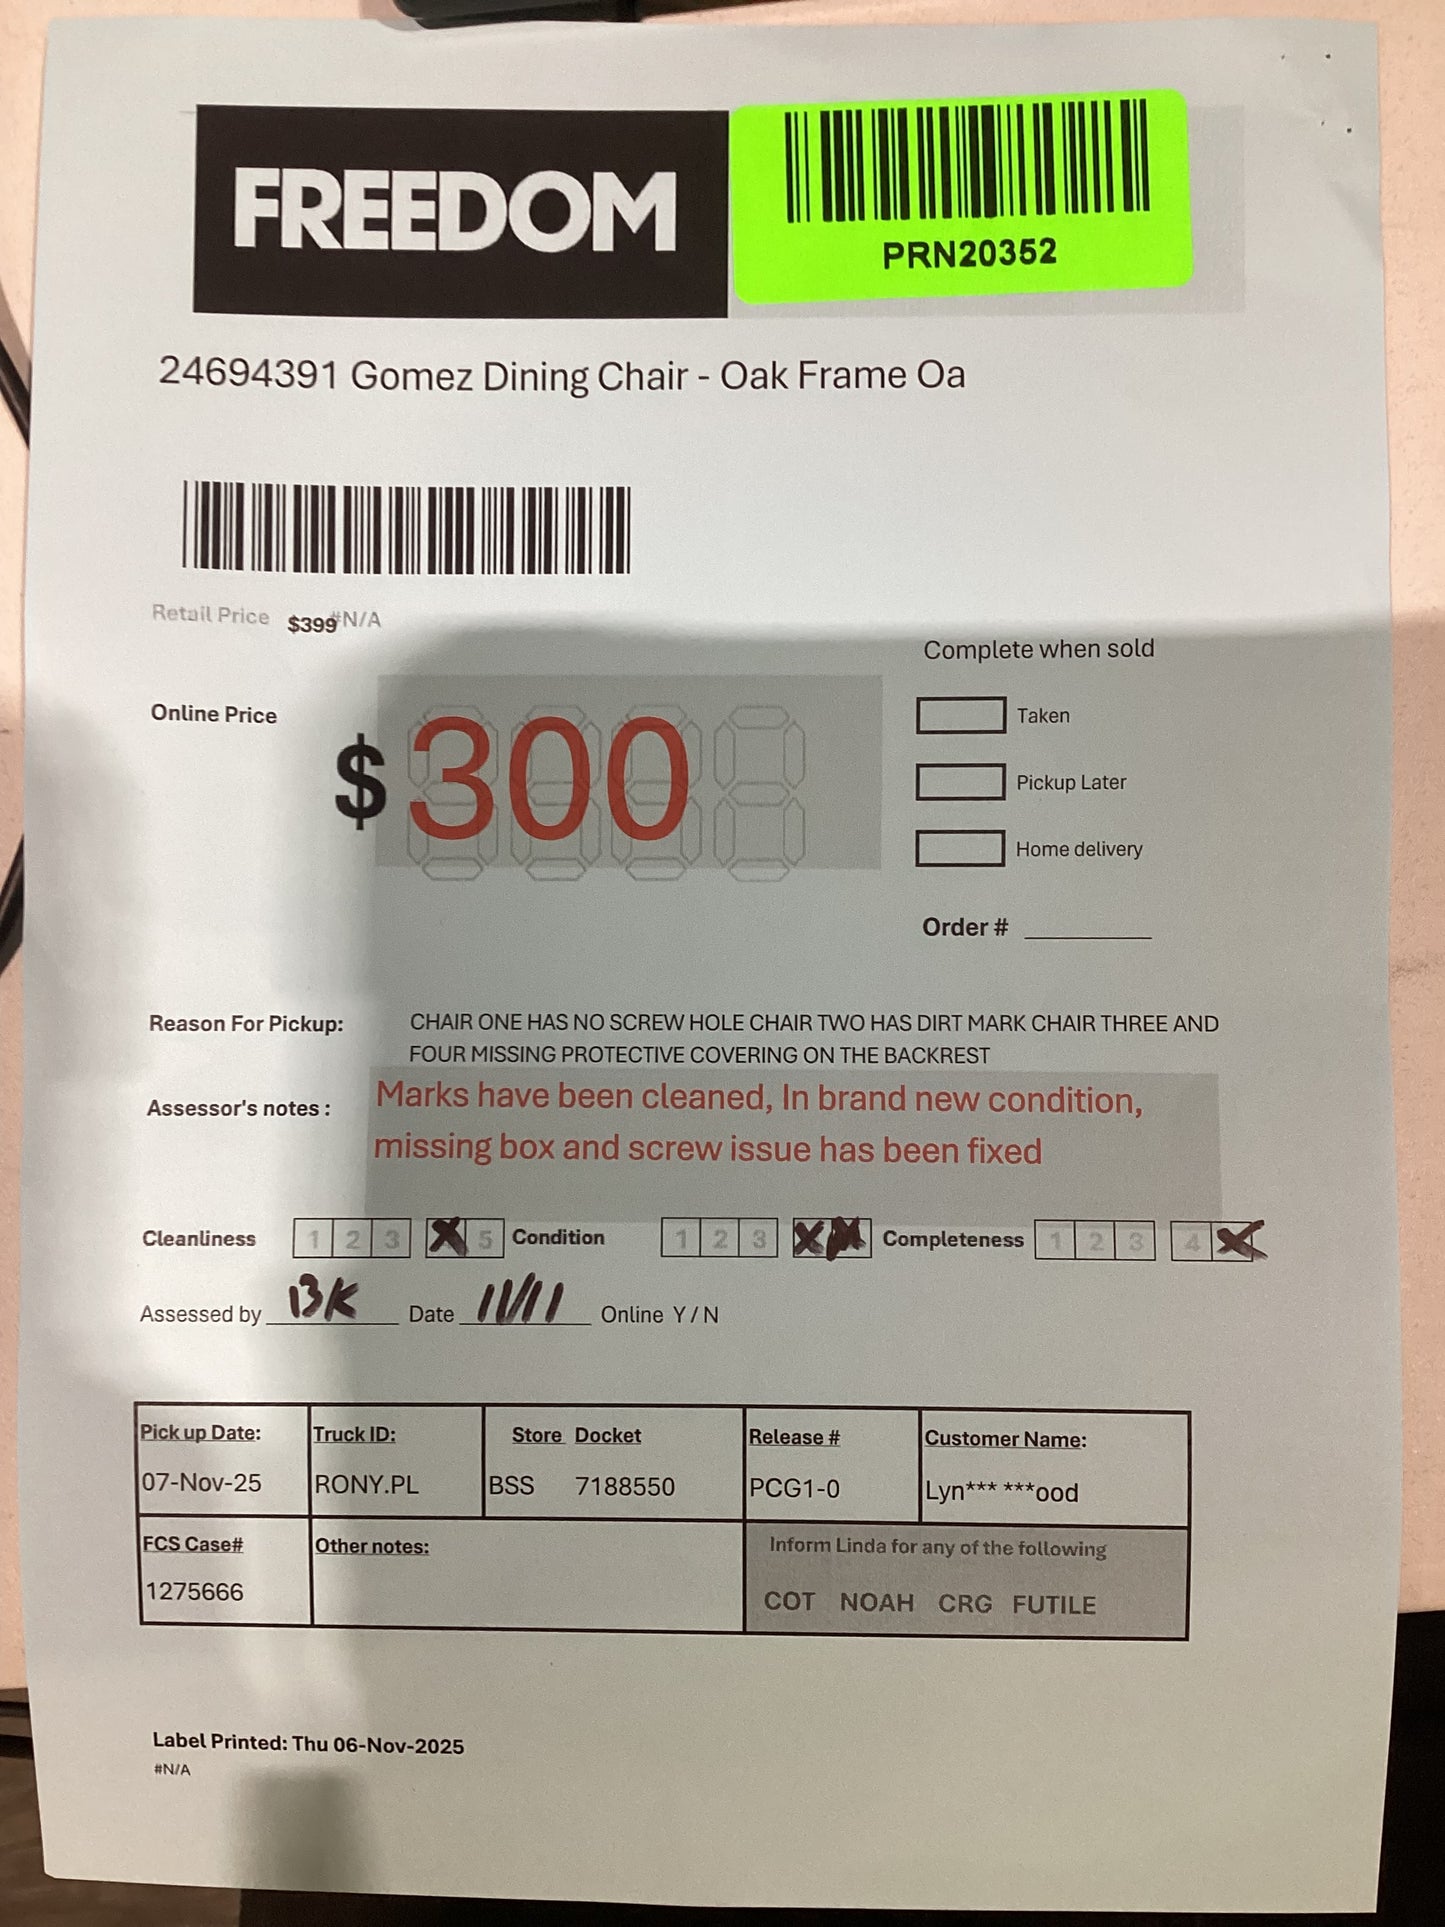 FREEDOM
PRN20352
24694391 Gomez Dining Chair - Oak Frame Oa
Retail Price $399 #N/A
Complete when sold
Online Price
$ 300
Taken
Pickup Later
Home delivery
Order #
Reason For Pickup: CHAIR ONE HAS NO SCREW HOLE CHAIR TWO HAS DIRT MARK CHAIR THREE AND
FOUR MISSING PROTECTIVE COVERING ON THE BACKREST
Assessor's notes : Marks have been cleaned, In brand new condition,
missing box and screw issue has been fixed
Cleanliness 1 2 3 5 Condition 1 2 3 Completeness 1 2 3 4
Assessed by BK Date 11/11 Online Y / N
Pick up Date: Truck ID: Store Docket Release # Customer Name:
07-Nov-25 RONY.PL BSS 7188550 PCG1-0 Lyn*** ***ood
FCS Case# Other notes: Inform Linda for any of the following
1275666 COT NOAH CRG FUTILE
Label Printed: Thu 06-Nov-2025
#N/A